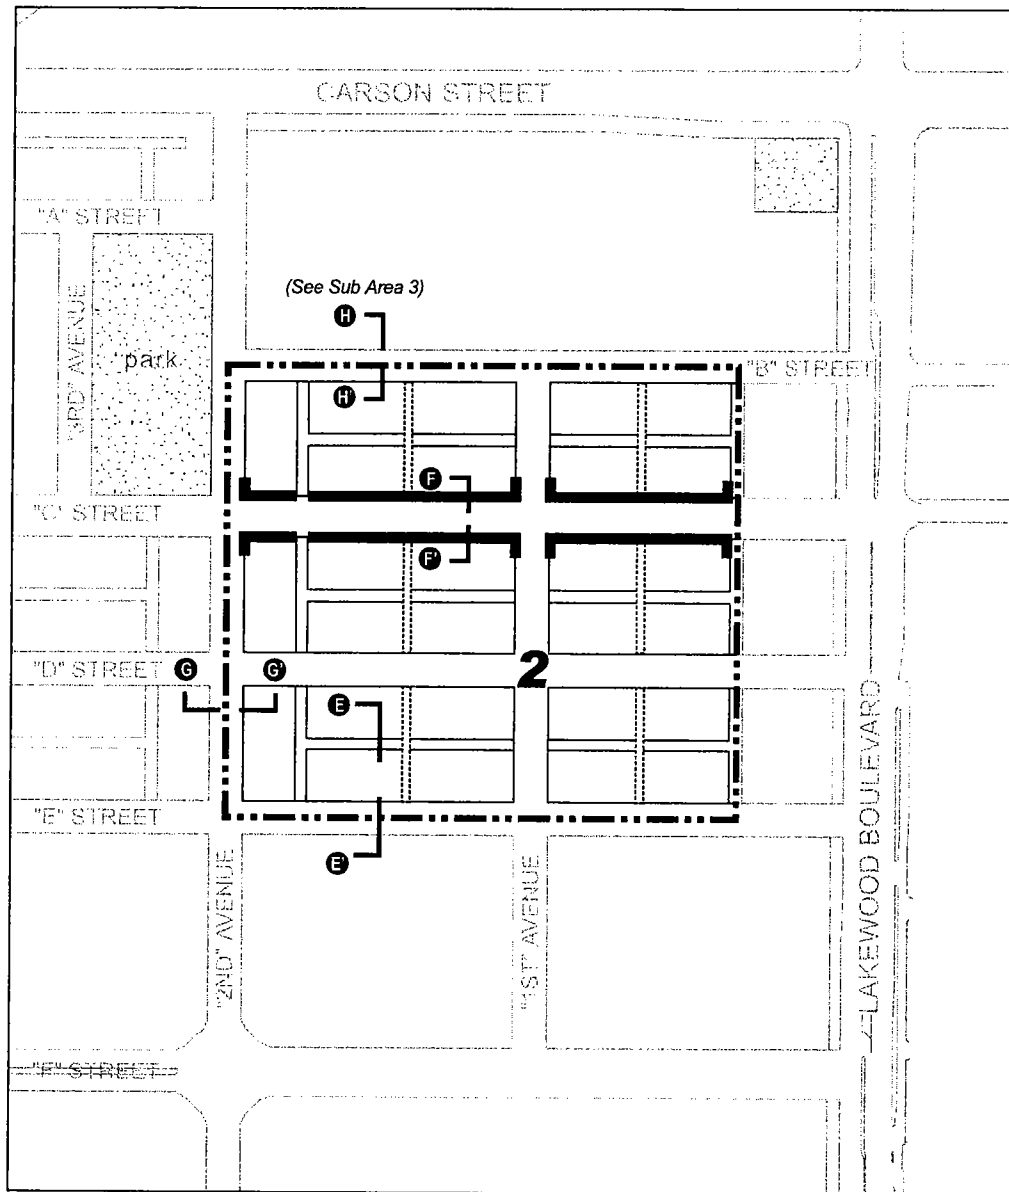 CARSON STREET
"A" STREET
(See Sub Area 3)
H
"3RD" AVENUE
park
"B" STREET
H'
F
"C" STREET
F'
"D" STREET
G
G'
2
E
"E" STREET
E'
"2ND" AVENUE
"1ST" AVENUE
LAKEWOOD BOULEVARD
"F" STREET